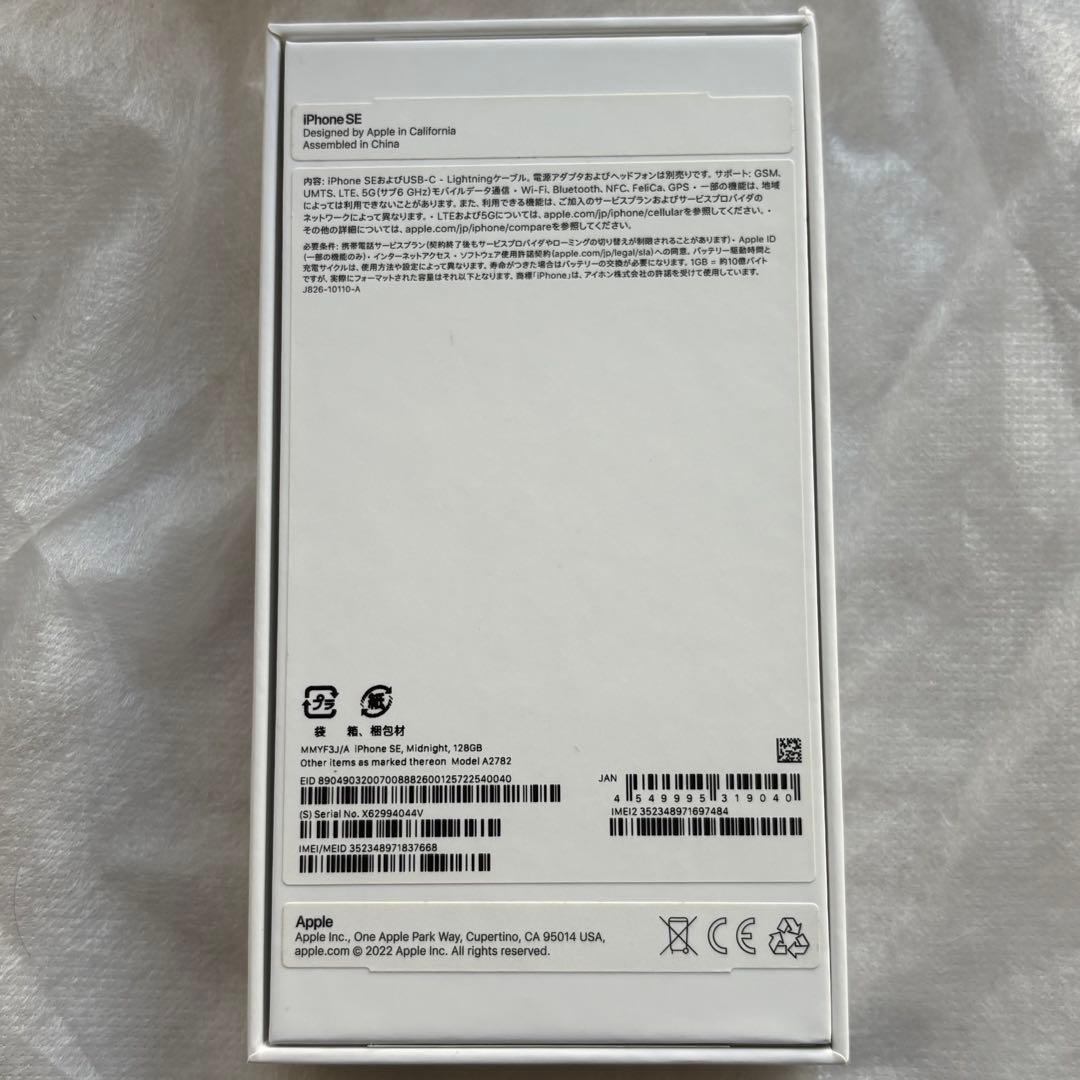 iPhone SE
Designed by Apple in California
Assembled in China
内容: iPhone SEおよびUSB-C - Lightningケーブル。電源アダプタおよびヘッドフォンは別売りです。サポート: GSM、
UMTS、LTE、5G(サブ6 GHz)モバイルデータ通信・Wi-Fi、Bluetooth、NFC、FeliCa、GPS・一部の機能は、地域
によっては利用できないことがあります。また、利用できる機能は、ご加入のサービスプランおよびサービスプロバイダの
ネットワークによって異なります。・LTEおよび5Gについては、apple.com/jp/iphone/cellularを参照してください。・
その他の詳細については、apple.com/jp/iphone/compareを参照してください。
必要条件: 携帯電話サービスプラン(契約終了後もサービスプロバイダやローミングの切り替えが制限されることがあります)・Apple ID
(一部の機能のみ)・インターネットアクセス・ソフトウェア使用許諾契約(apple.com/jp/legal/sla)への同意。バッテリー駆動時間と
充電サイクルは、使用方法や設定によって異なります。寿命がつきた場合はバッテリーの交換が必要になります。1GB = 約10億バイト
ですが、実際にフォーマットされた容量はそれ以下となります。商標「iPhone」は、アイホン株式会社の許諾を受けて使用しています。
J826-10110-A
プラ 紙
袋 箱、梱包材
MMYF3J/A iPhone SE, Midnight, 128GB
Other items as marked thereon Model A2782
EID 89049032007008882600125722540040
JAN
4 549995 319040
(S) Serial No. X62994044V
IMEI2 352348971697484
IMEI/MEID 352348971837668
Apple
Apple Inc., One Apple Park Way, Cupertino, CA 95014 USA,
apple.com © 2022 Apple Inc. All rights reserved.
CE